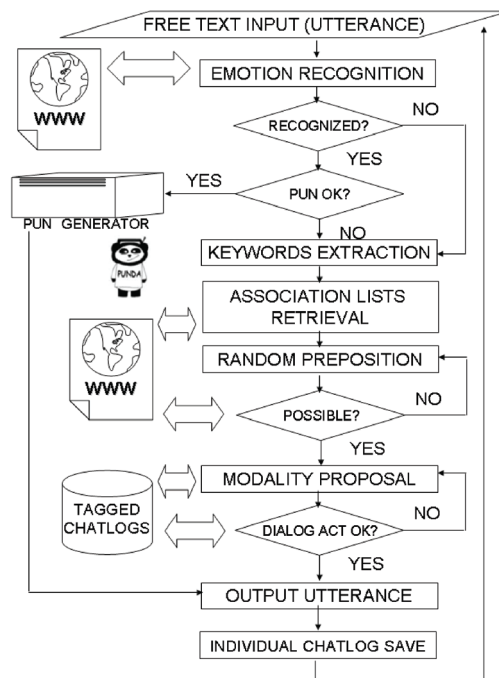 FREE TEXT INPUT (UTTERANCE)
EMOTION RECOGNITION
WWW
NO
RECOGNIZED?
YES
YES
PUN OK?
PUN GENERATOR
NO
KEYWORDS EXTRACTION
PUNDA
ASSOCIATION LISTS
RETRIEVAL
RANDOM PREPOSITION
WWW
NO
POSSIBLE?
YES
MODALITY PROPOSAL
TAGGED
CHATLOGS
NO
DIALOG ACT OK?
YES
OUTPUT UTTERANCE
INDIVIDUAL CHATLOG SAVE